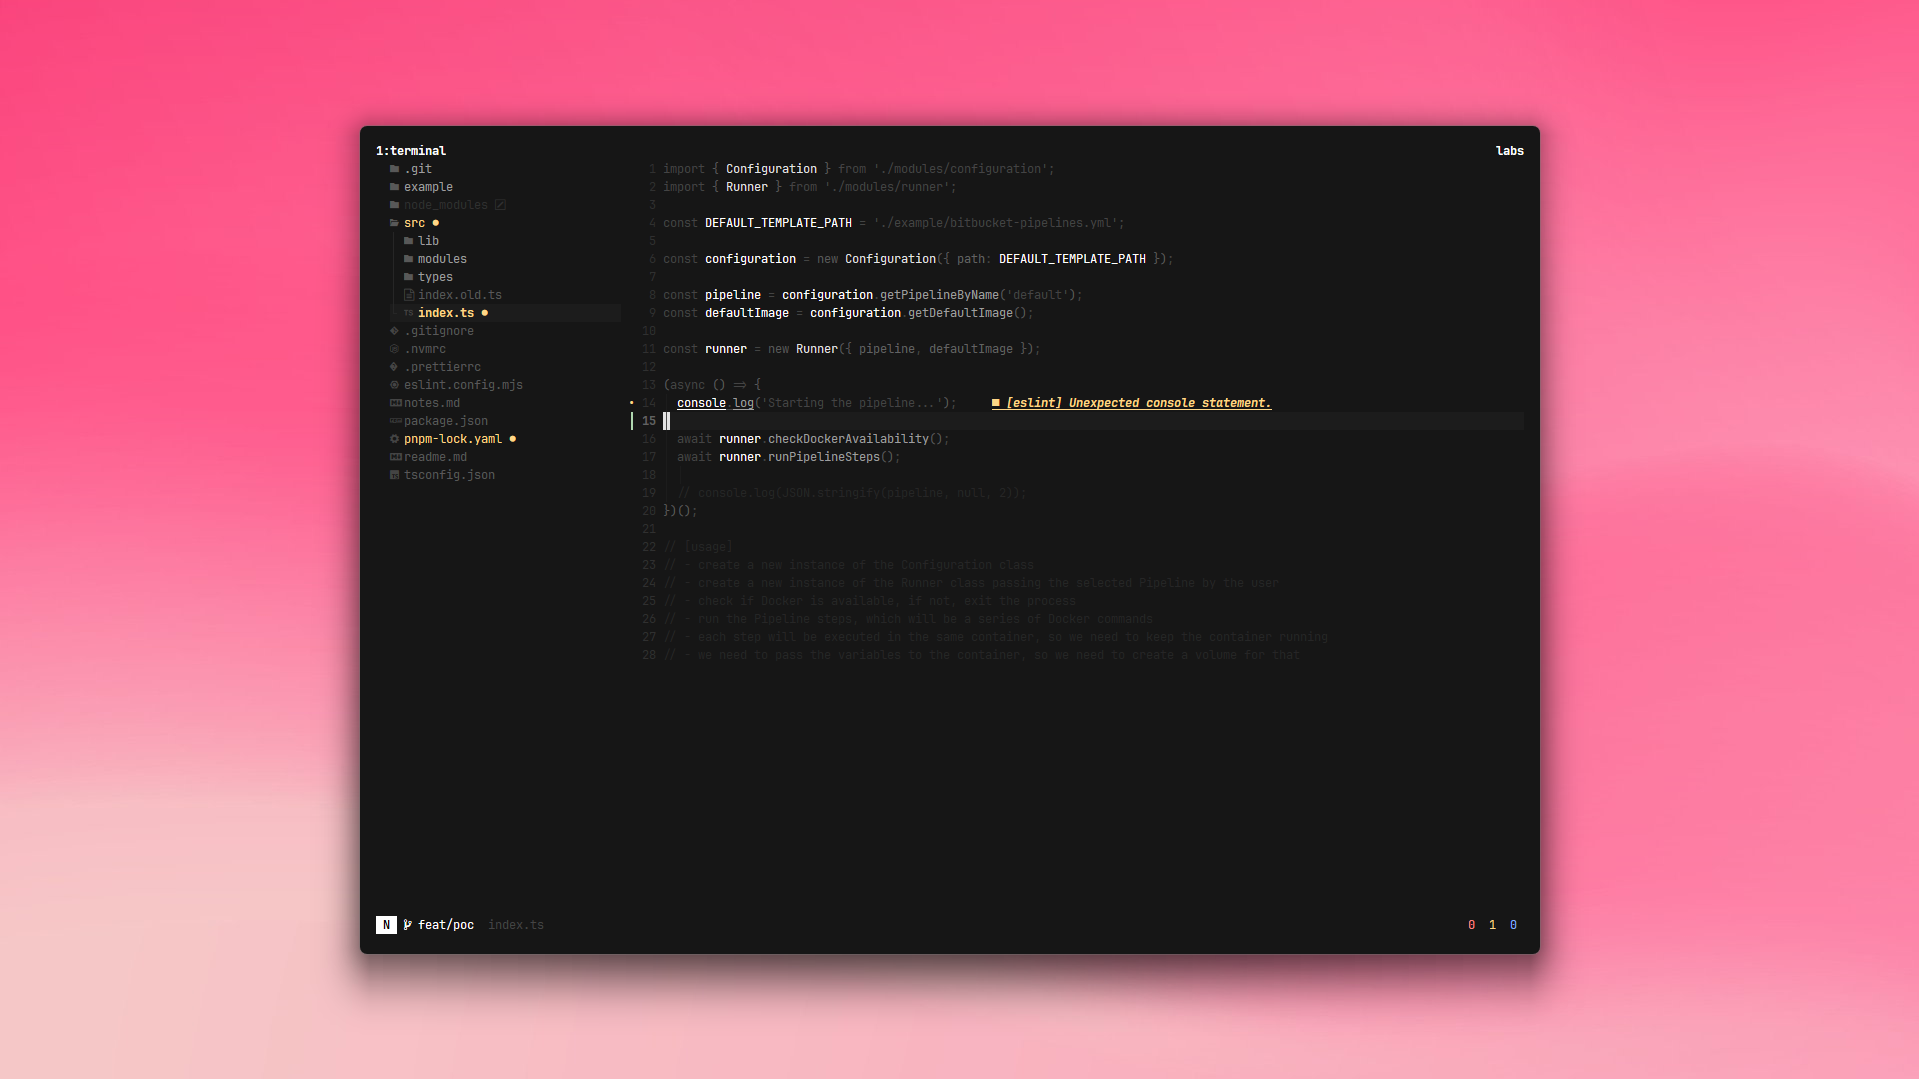 1:terminal
labs
.git
example
node_modules
src
lib
modules
types
index.old.ts
TS index.ts
.gitignore
.nvmrc
.prettierrc
eslint.config.mjs
notes.md
package.json
pnpm-lock.yaml
readme.md
tsconfig.json
1 import { Configuration } from './modules/configuration';
2 import { Runner } from './modules/runner';
3
4 const DEFAULT_TEMPLATE_PATH = './example/bitbucket-pipelines.yml';
5
6 const configuration = new Configuration({ path: DEFAULT_TEMPLATE_PATH });
7
8 const pipeline = configuration.getPipelineByName('default');
9 const defaultImage = configuration.getDefaultImage();
10
11 const runner = new Runner({ pipeline, defaultImage });
12
13 (async () => {
14 console.log('Starting the pipeline...'); ■ [eslint] Unexpected console statement.
15
16 await runner.checkDockerAvailability();
17 await runner.runPipelineSteps();
18
19 // console.log(JSON.stringify(pipeline, null, 2));
20 })();
21
22 // [usage]
23 // - create a new instance of the Configuration class
24 // - create a new instance of the Runner class passing the selected Pipeline by the user
25 // - check if Docker is available, if not, exit the process
26 // - run the Pipeline steps, which will be a series of Docker commands
27 // - each step will be executed in the same container, so we need to keep the container running
28 // - we need to pass the variables to the container, so we need to create a volume for that
N feat/poc index.ts
0 1 0